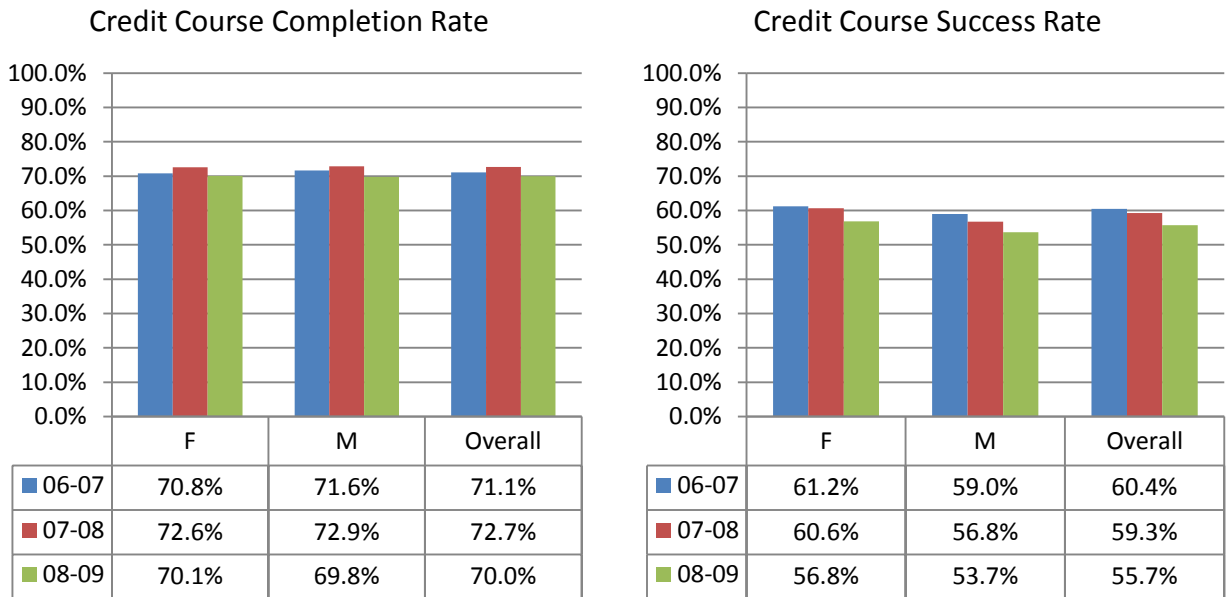 Credit Course Completion Rate
100.0%
90.0%
80.0%
70.0%
60.0%
50.0%
40.0%
30.0%
20.0%
10.0%
0.0%
F M Overall
06-07 70.8% 71.6% 71.1%
07-08 72.6% 72.9% 72.7%
08-09 70.1% 69.8% 70.0%
Credit Course Success Rate
100.0%
90.0%
80.0%
70.0%
60.0%
50.0%
40.0%
30.0%
20.0%
10.0%
0.0%
F M Overall
06-07 61.2% 59.0% 60.4%
07-08 60.6% 56.8% 59.3%
08-09 56.8% 53.7% 55.7%